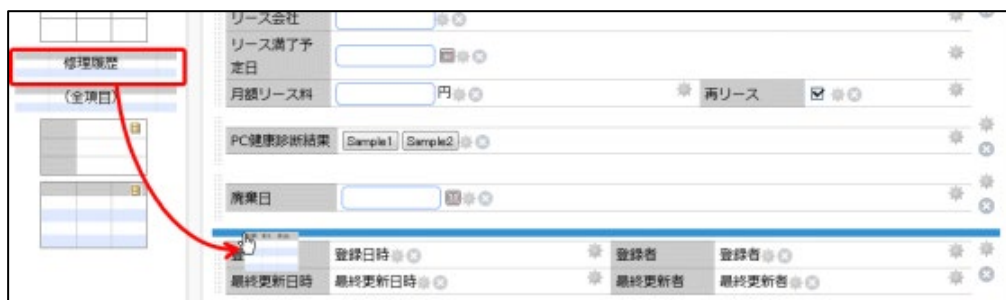 修理履歴
(全項目)
リース会社
リース満了予
定日
月額リース料 円 再リース
PC健康診断結果 Sample1 Sample2
廃棄日
登録日時 登録者 登録者
最終更新日時 最終更新日時 最終更新者 最終更新者